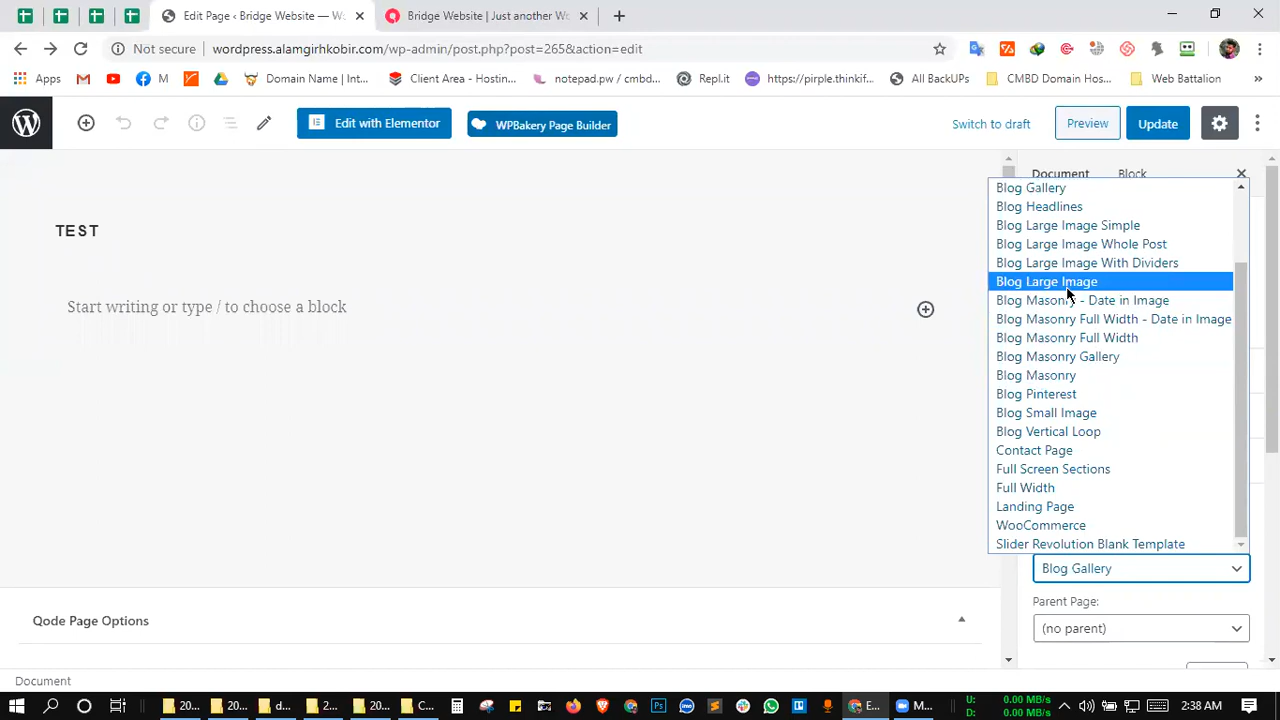 Edit Page ‹ Bridge Website — W
Bridge Website | Just another W
Not secure
wordpress.alamgirhkobir.com/wp-admin/post.php?post=265&action=edit
Apps
M
Domain Name | Int...
Client Area - Hostin...
notepad.pw / cmbd...
Replit
https://pirple.thinkif...
All BackUPs
CMBD Domain Hos...
Web Battalion
»
Edit with Elementor
WPBakery Page Builder
Switch to draft
Preview
Update
Document
Block
TEST
Start writing or type / to choose a block
Blog Gallery
Blog Headlines
Blog Large Image Simple
Blog Large Image Whole Post
Blog Large Image With Dividers
Blog Large Image
Blog Masonry - Date in Image
Blog Masonry Full Width - Date in Image
Blog Masonry Full Width
Blog Masonry Gallery
Blog Masonry
Blog Pinterest
Blog Small Image
Blog Vertical Loop
Contact Page
Full Screen Sections
Full Width
Landing Page
WooCommerce
Slider Revolution Blank Template
Blog Gallery
Parent Page:
(no parent)
Qode Page Options
Document
20...
20...
d...
2...
20...
C...
E...
M...
U: 0.00 MB/s
D: 0.00 MB/s
2:38 AM